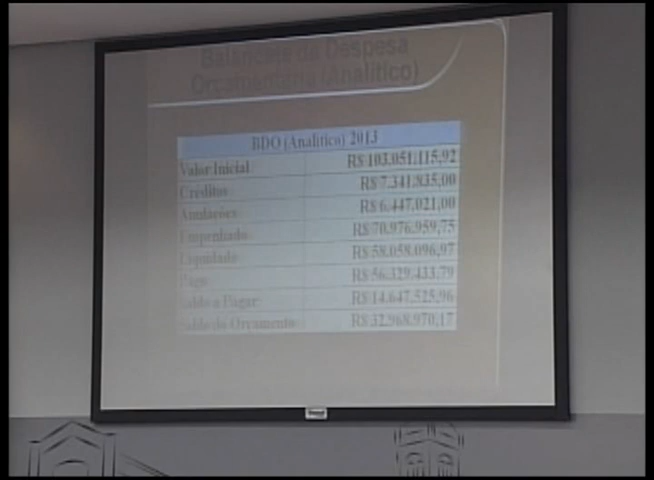 Balancete da Despesa
Orçamentária (Analítico)
BDO (Analítico) 2013
Valor Inicial R$ 103.051.115,92
Créditos R$ 7.341.835,00
Anulações R$ 6.447.021,00
Empenhado R$ 70.976.959,75
Liquidado R$ 58.058.096,97
Pago R$ 56.329.433,79
Saldo a Pagar R$ 14.647.525,96
Saldo do Orçamento R$ 32.968.970,17